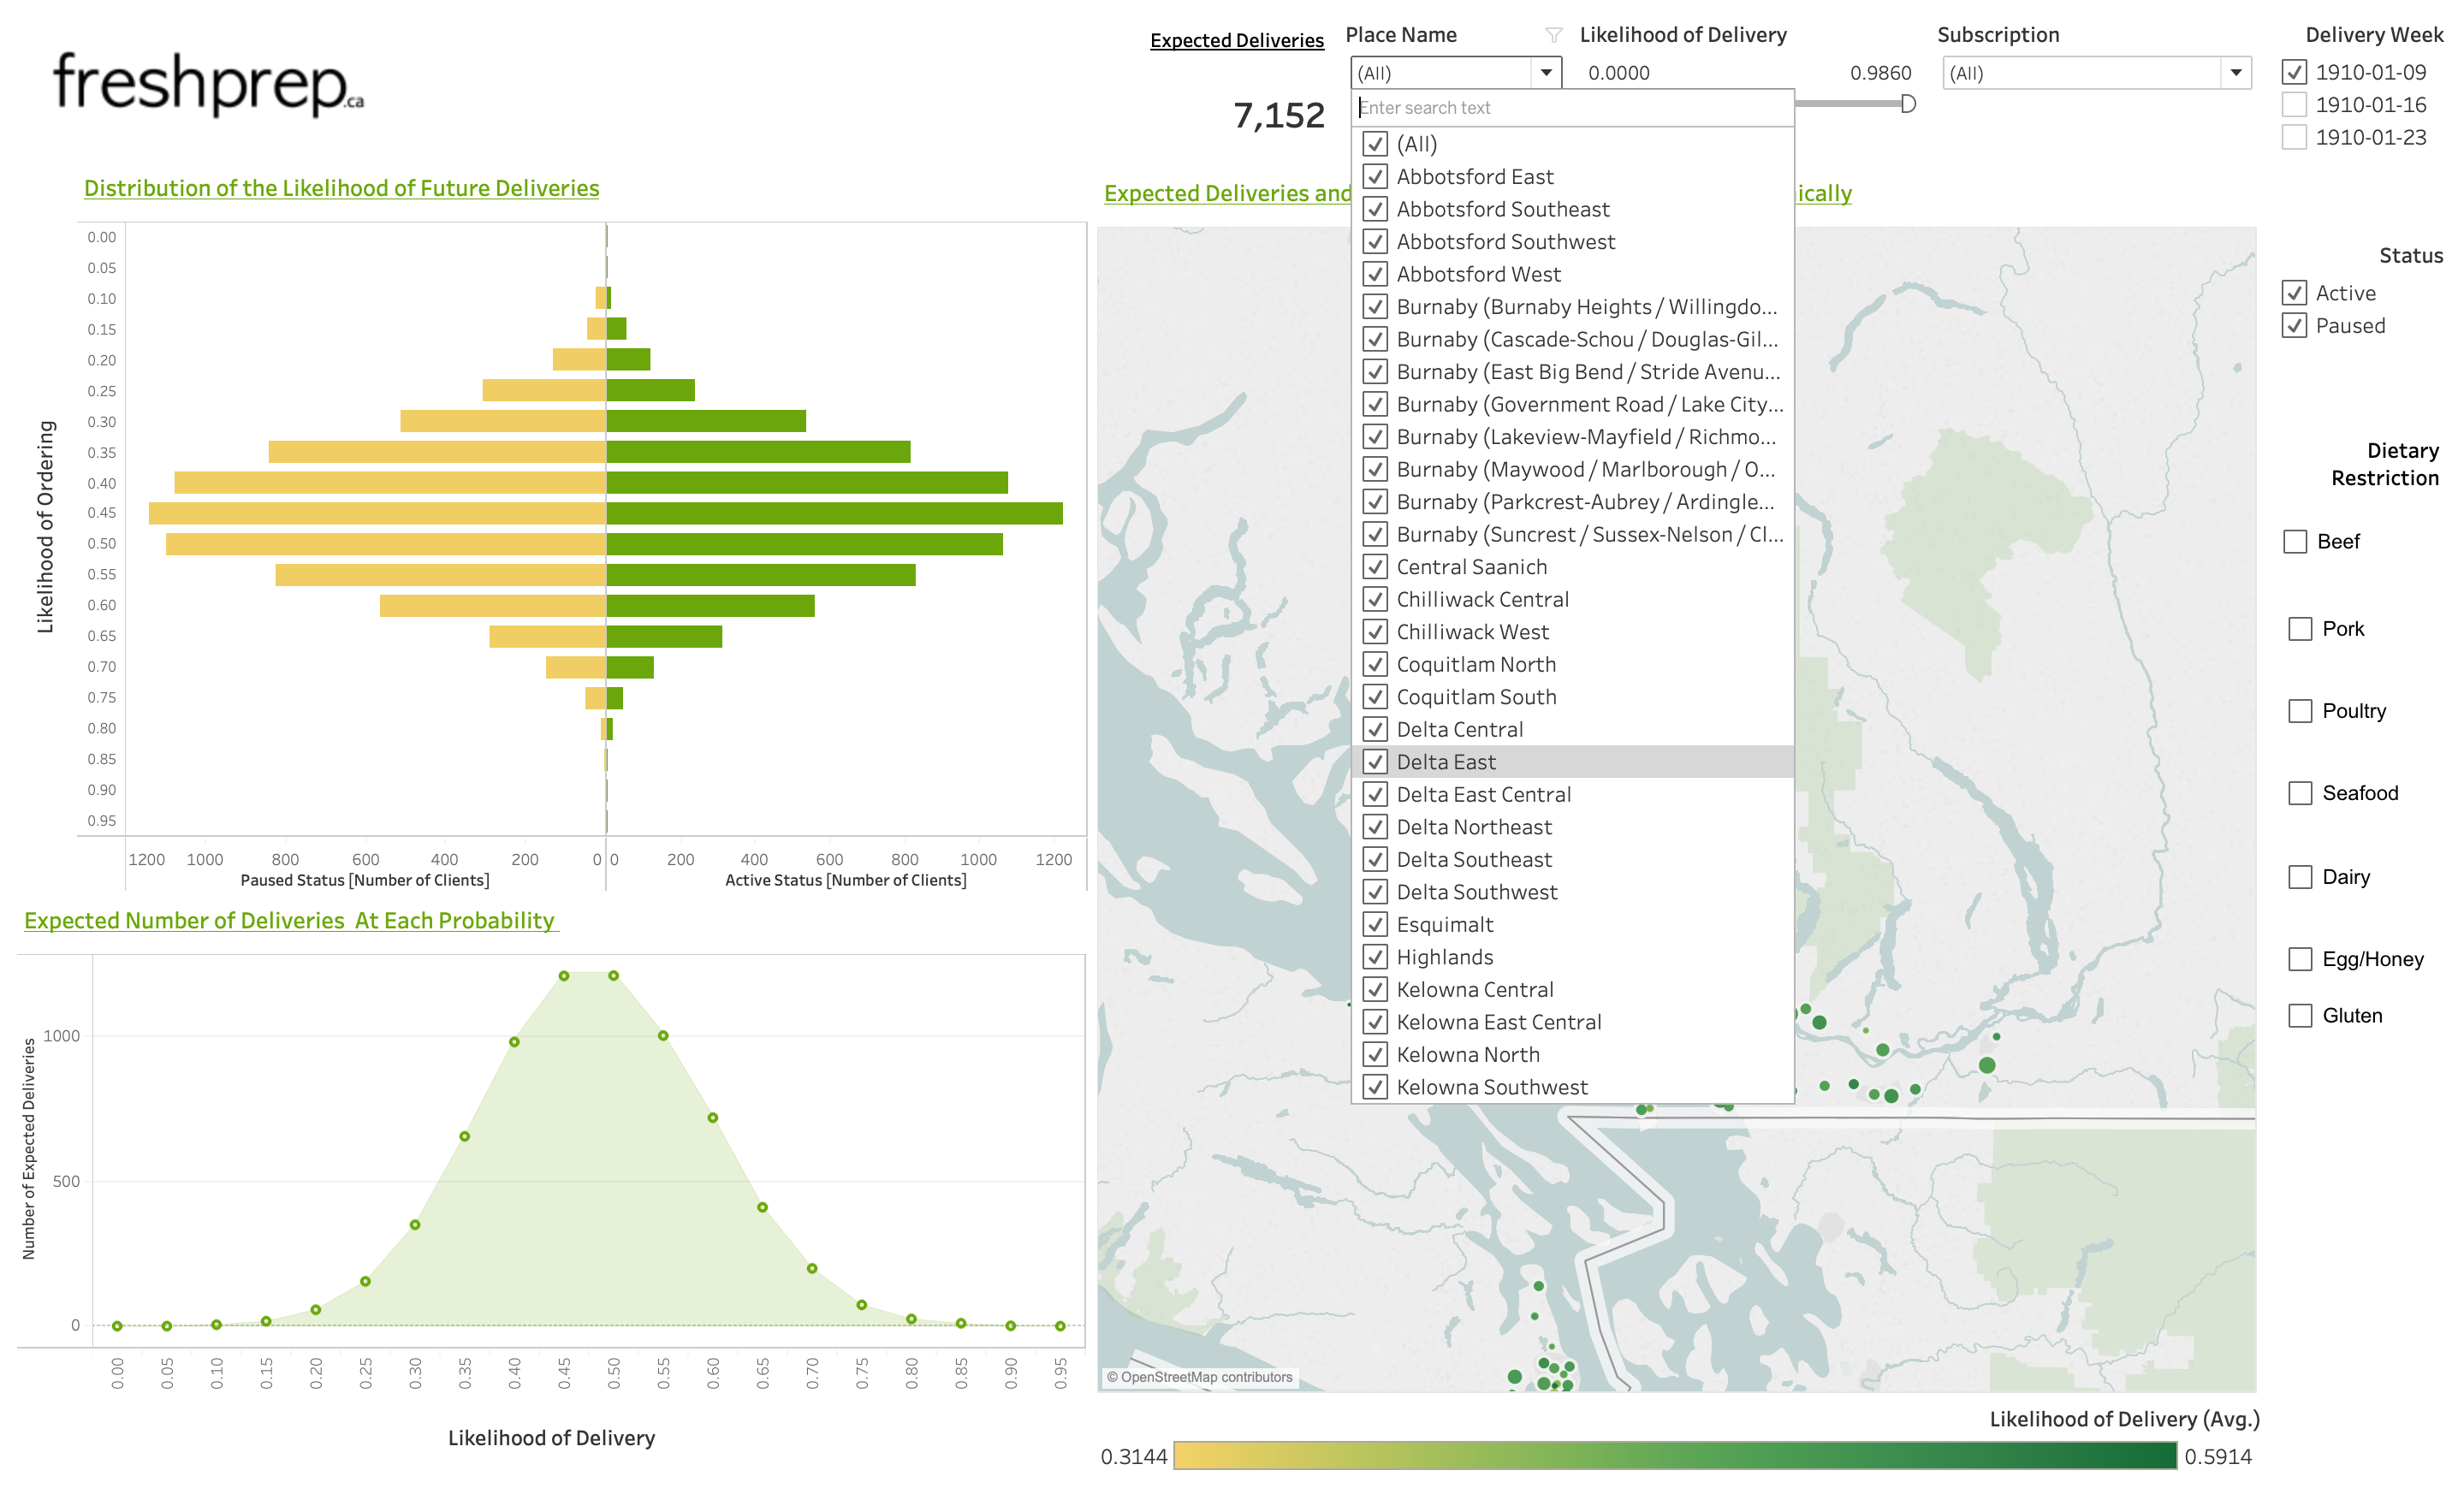 freshprep.ca
Expected Deliveries
7,152
Place Name
(All)
Likelihood of Delivery
0.0000
0.9860
Subscription
(All)
Delivery Week
1910-01-09
1910-01-16
1910-01-23
Enter search text
(All)
Abbotsford East
Abbotsford Southeast
Abbotsford Southwest
Abbotsford West
Burnaby (Burnaby Heights / Willingdo...
Burnaby (Cascade-Schou / Douglas-Gil...
Burnaby (East Big Bend / Stride Avenu...
Burnaby (Government Road / Lake City...
Burnaby (Lakeview-Mayfield / Richmo...
Burnaby (Maywood / Marlborough / O...
Burnaby (Parkcrest-Aubrey / Ardingle...
Burnaby (Suncrest / Sussex-Nelson / Cl...
Central Saanich
Chilliwack Central
Chilliwack West
Coquitlam North
Coquitlam South
Delta Central
Delta East
Delta East Central
Delta Northeast
Delta Southeast
Delta Southwest
Esquimalt
Highlands
Kelowna Central
Kelowna East Central
Kelowna North
Kelowna Southwest
Distribution of the Likelihood of Future Deliveries
Likelihood of Ordering
0.00
0.05
0.10
0.15
0.20
0.25
0.30
0.35
0.40
0.45
0.50
0.55
0.60
0.65
0.70
0.75
0.80
0.85
0.90
0.95
1200 1000 800 600 400 200 0 0 200 400 600 800 1000 1200
Paused Status [Number of Clients]
Active Status [Number of Clients]
Expected Number of Deliveries At Each Probability
Number of Expected Deliveries
1000
500
0
0.00 0.05 0.10 0.15 0.20 0.25 0.30 0.35 0.40 0.45 0.50 0.55 0.60 0.65 0.70 0.75 0.80 0.85 0.90 0.95
Likelihood of Delivery
Expected Deliveries and
ically
© OpenStreetMap contributors
Status
Active
Paused
Dietary
Restriction
Beef
Pork
Poultry
Seafood
Dairy
Egg/Honey
Gluten
Likelihood of Delivery (Avg.)
0.3144
0.5914